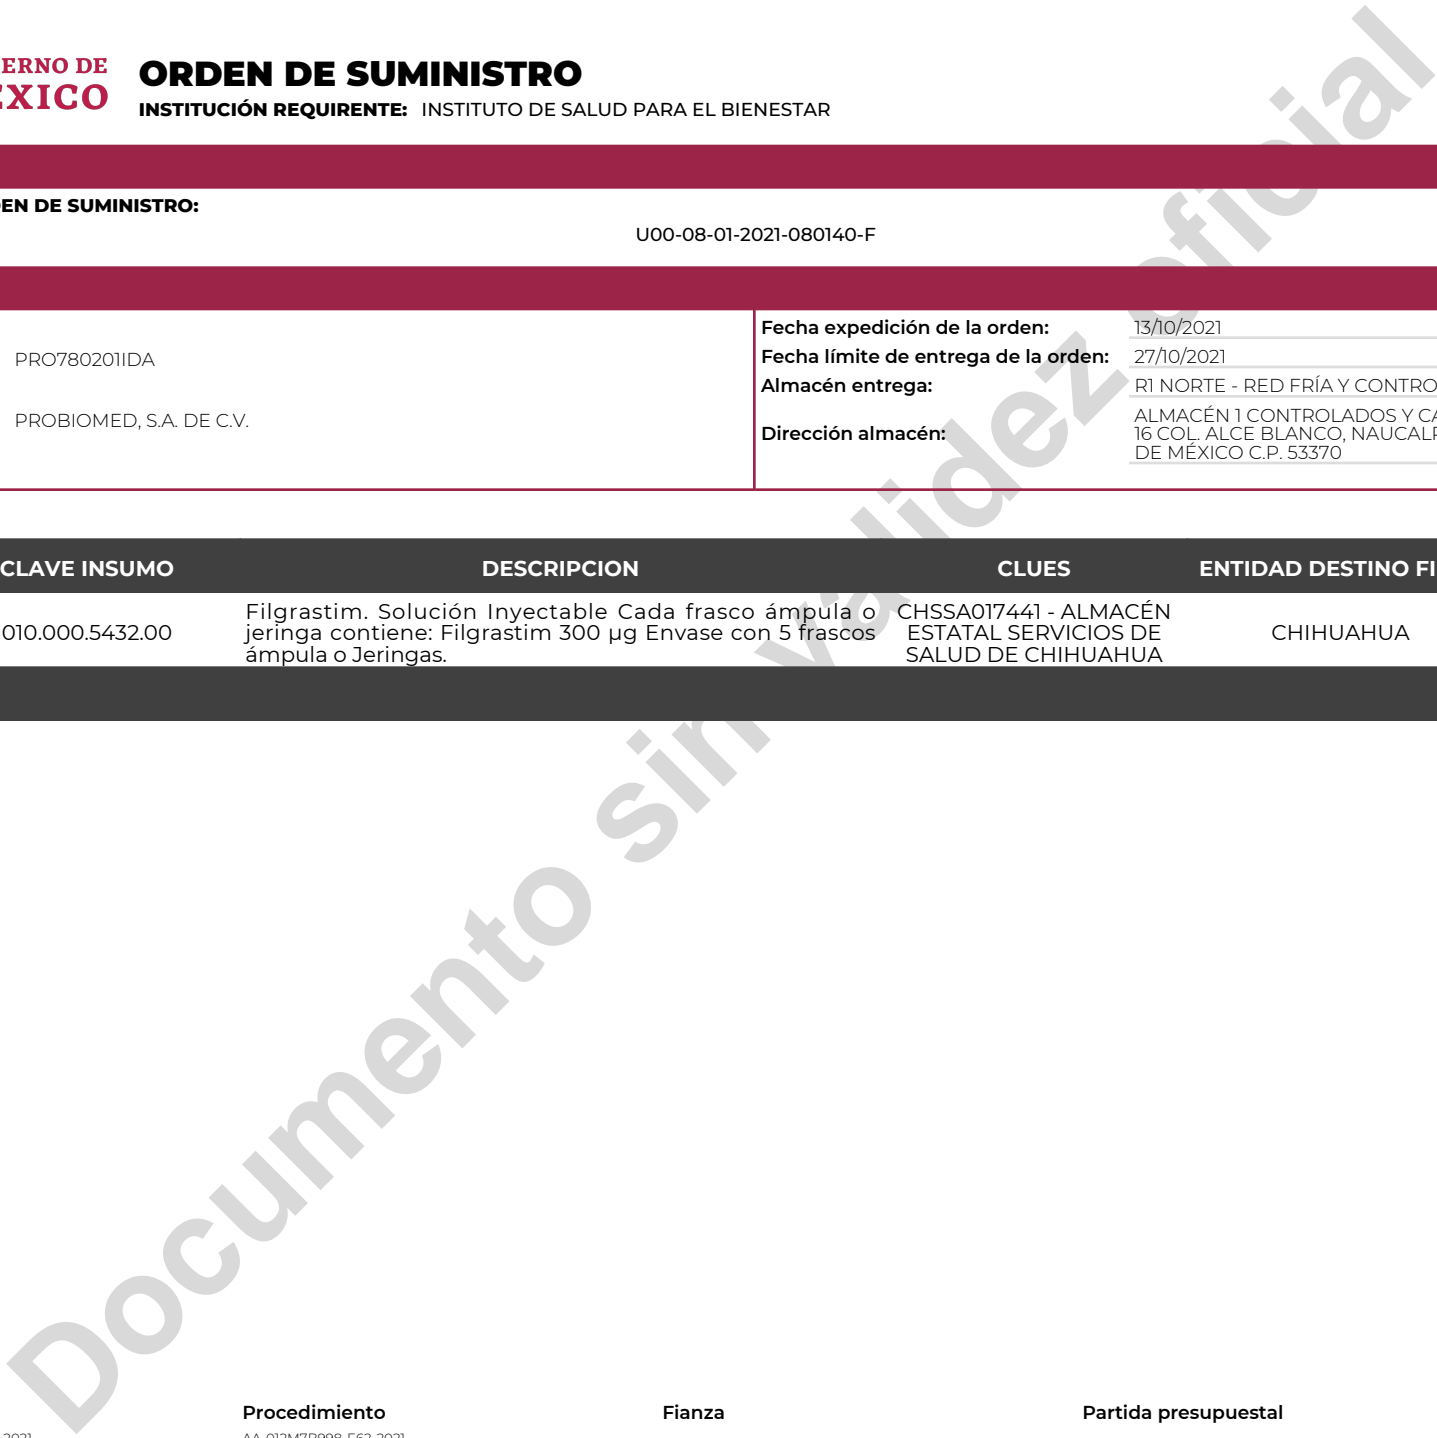 ERNO DE
ÉXICO
ORDEN DE SUMINISTRO
INSTITUCIÓN REQUIRENTE: INSTITUTO DE SALUD PARA EL BIENESTAR
EN DE SUMINISTRO:
U00-08-01-2021-080140-F
PRO780201IDA
PROBIOMED, S.A. DE C.V.
Fecha expedición de la orden: 13/10/2021
Fecha límite de entrega de la orden: 27/10/2021
Almacén entrega: R1 NORTE - RED FRÍA Y CONTRO
Dirección almacén: ALMACÉN 1 CONTROLADOS Y CA
16 COL. ALCE BLANCO, NAUCALP
DE MÉXICO C.P. 53370
CLAVE INSUMO DESCRIPCION CLUES ENTIDAD DESTINO FI
010.000.5432.00
Filgrastim. Solución Inyectable Cada frasco ámpula o
jeringa contiene: Filgrastim 300 µg Envase con 5 frascos
ámpula o Jeringas.
CHSSA017441 - ALMACÉN
ESTATAL SERVICIOS DE
SALUD DE CHIHUAHUA
CHIHUAHUA
Documento sin validez oficial
Procedimiento Fianza Partida presupuestal